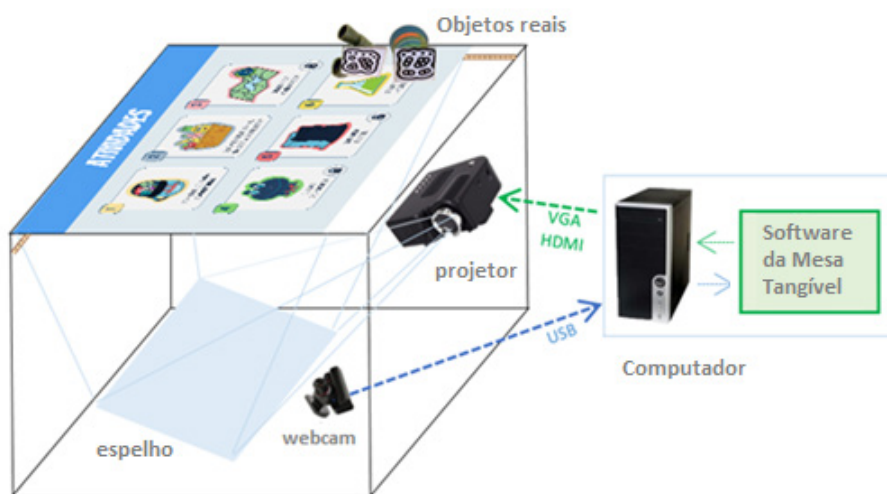 Objetos reais
ATIVIDADES
projetor
VGA
HDMI
Software
da Mesa
Tangível
USB
Computador
webcam
espelho